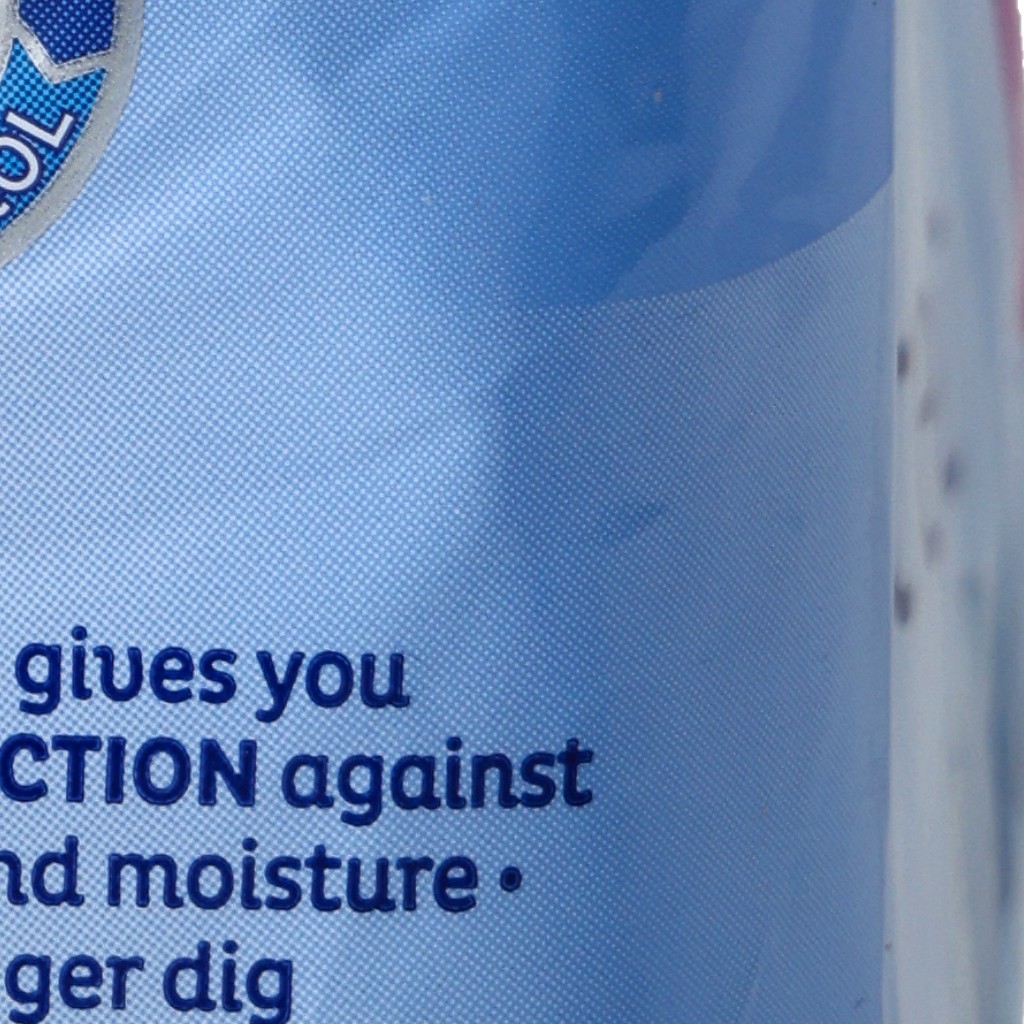 gives you
CTION against
nd moisture •
ger dig